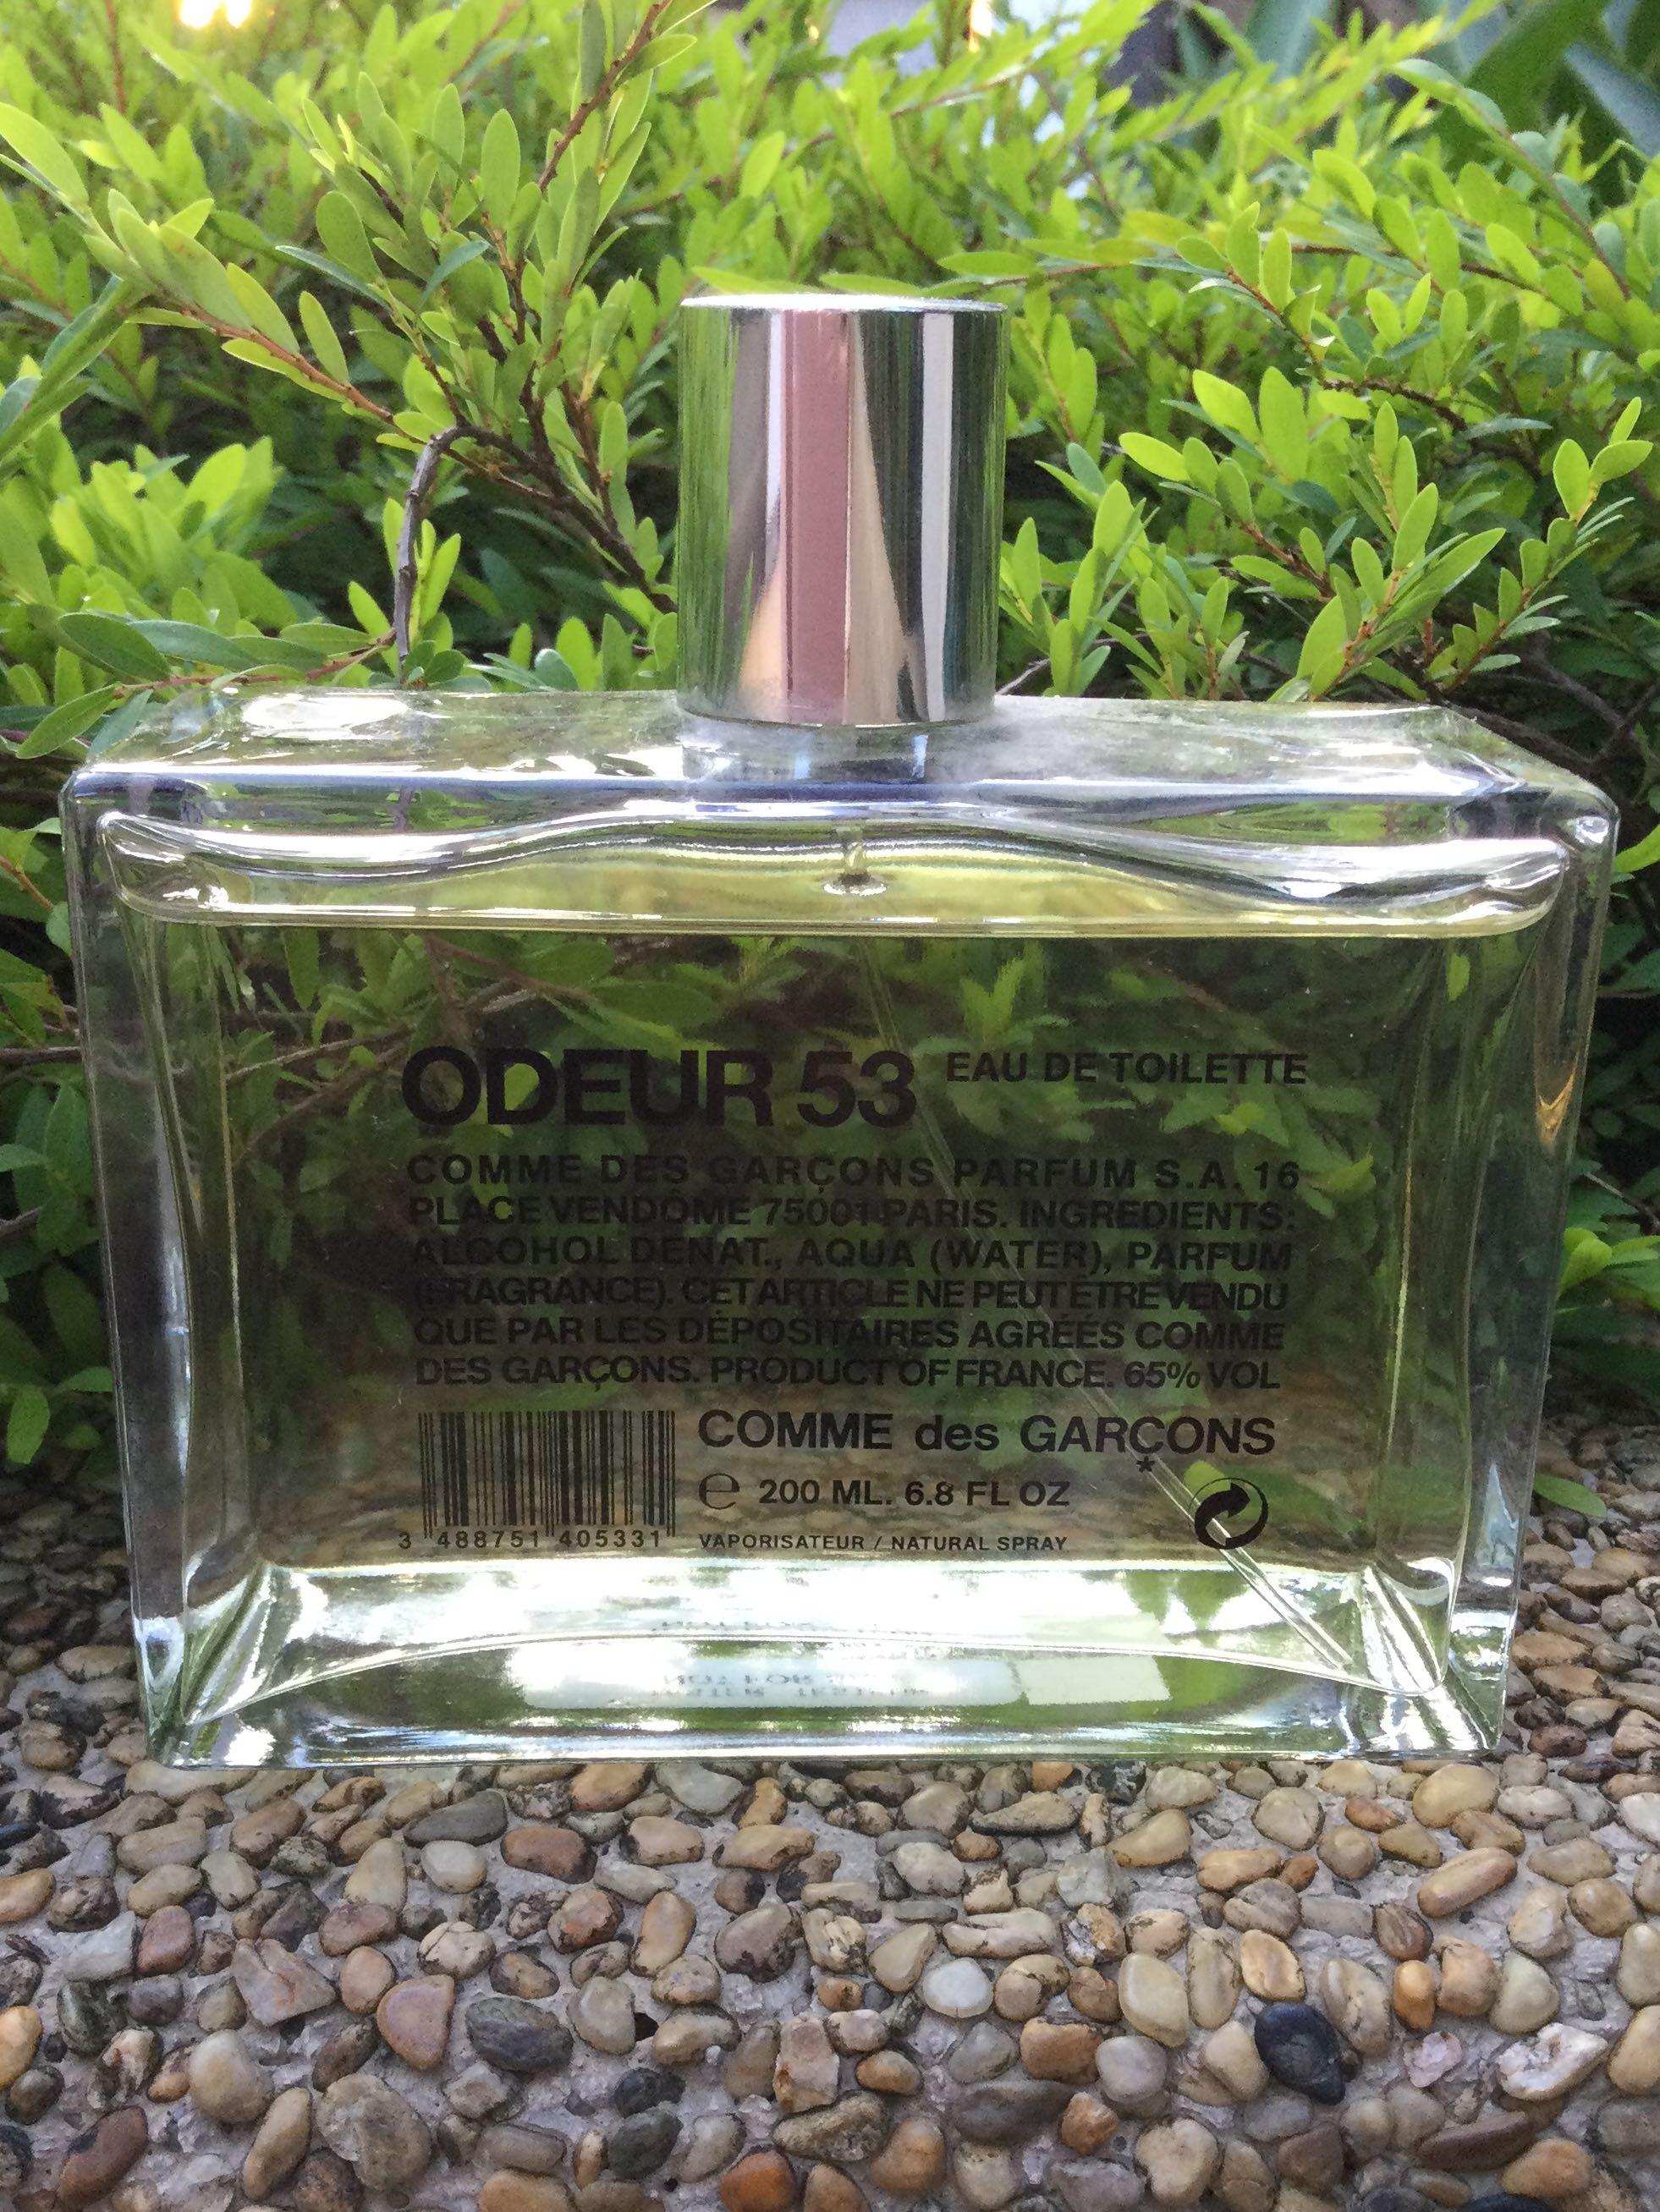 ODEUR 53 EAU DE TOILETTE
COMME DES GARÇONS PARFUM S.A. 16
PLACE VENDÔME 75001 PARIS. INGREDIENTS:
ALCOHOL DENAT., AQUA (WATER), PARFUM
(FRAGRANCE). CET ARTICLE NE PEUT ÊTRE VENDU
QUE PAR LES DÉPOSITAIRES AGRÉÉS COMME
DES GARÇONS. PRODUCT OF FRANCE. 65% VOL
COMME des GARÇONS
*
℮ 200 ML. 6.8 FL OZ
3 488751 405331
VAPORISATEUR / NATURAL SPRAY